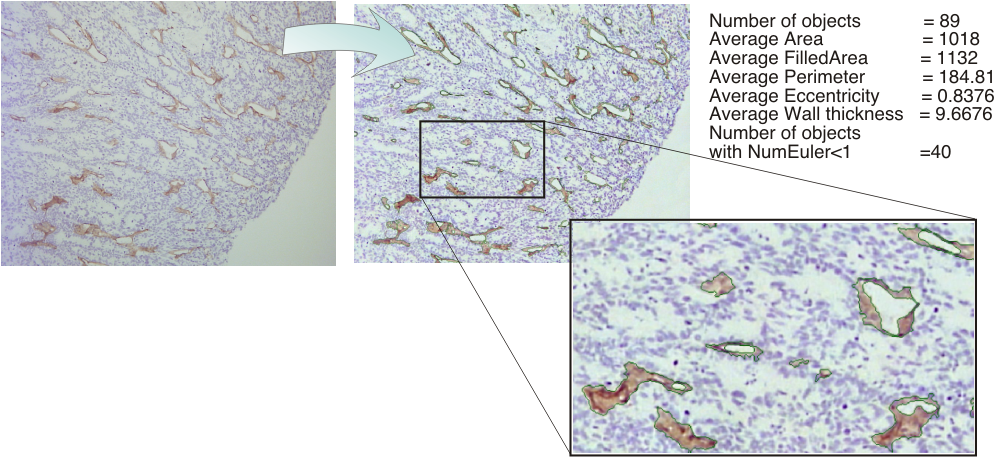 Number of objects = 89
Average Area = 1018
Average FilledArea = 1132
Average Perimeter = 184.81
Average Eccentricity = 0.8376
Average Wall thickness = 9.6676
Number of objects
with NumEuler<1 =40